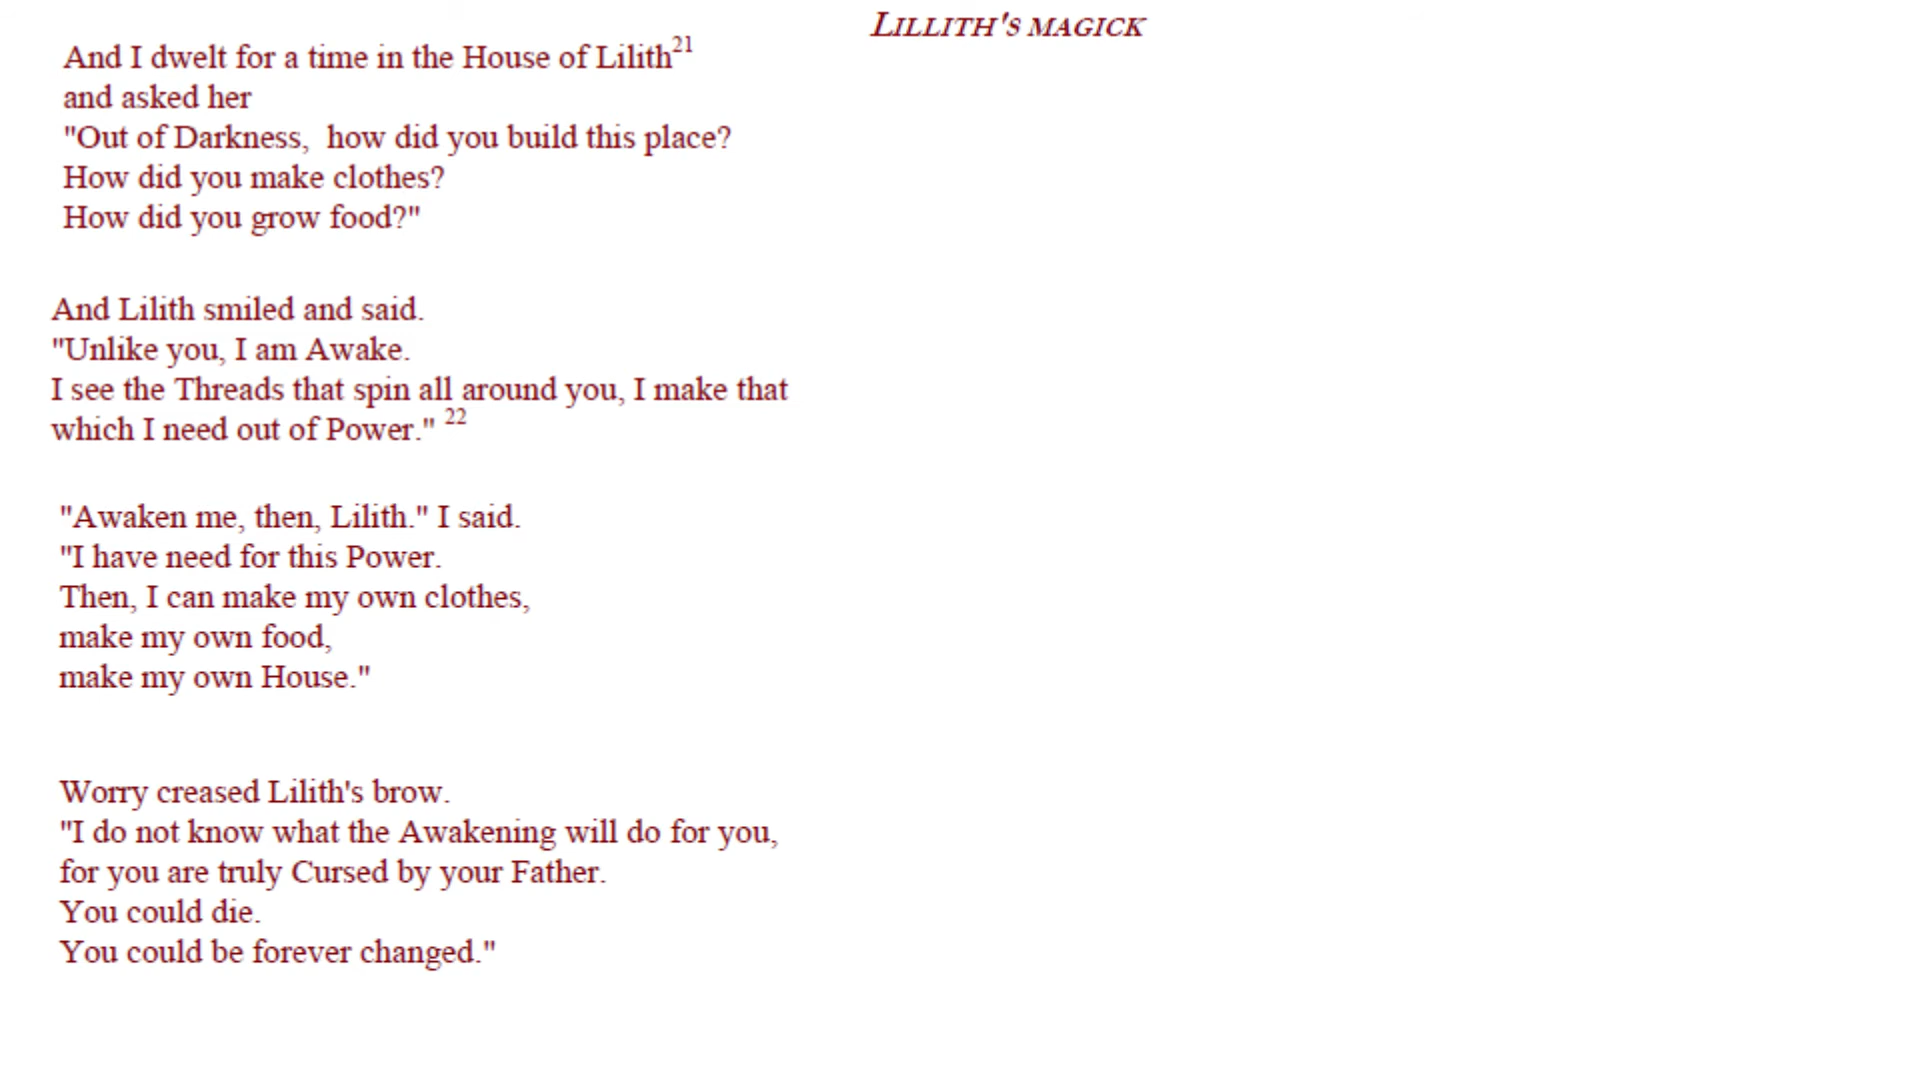 LILLITH'S MAGICK
And I dwelt for a time in the House of Lilith21
and asked her
"Out of Darkness,  how did you build this place?
How did you make clothes?
How did you grow food?"
And Lilith smiled and said.
"Unlike you, I am Awake.
I see the Threads that spin all around you, I make that
which I need out of Power." 22
"Awaken me, then, Lilith." I said.
"I have need for this Power.
Then, I can make my own clothes,
make my own food,
make my own House."
Worry creased Lilith's brow.
"I do not know what the Awakening will do for you,
for you are truly Cursed by your Father.
You could die.
You could be forever changed."